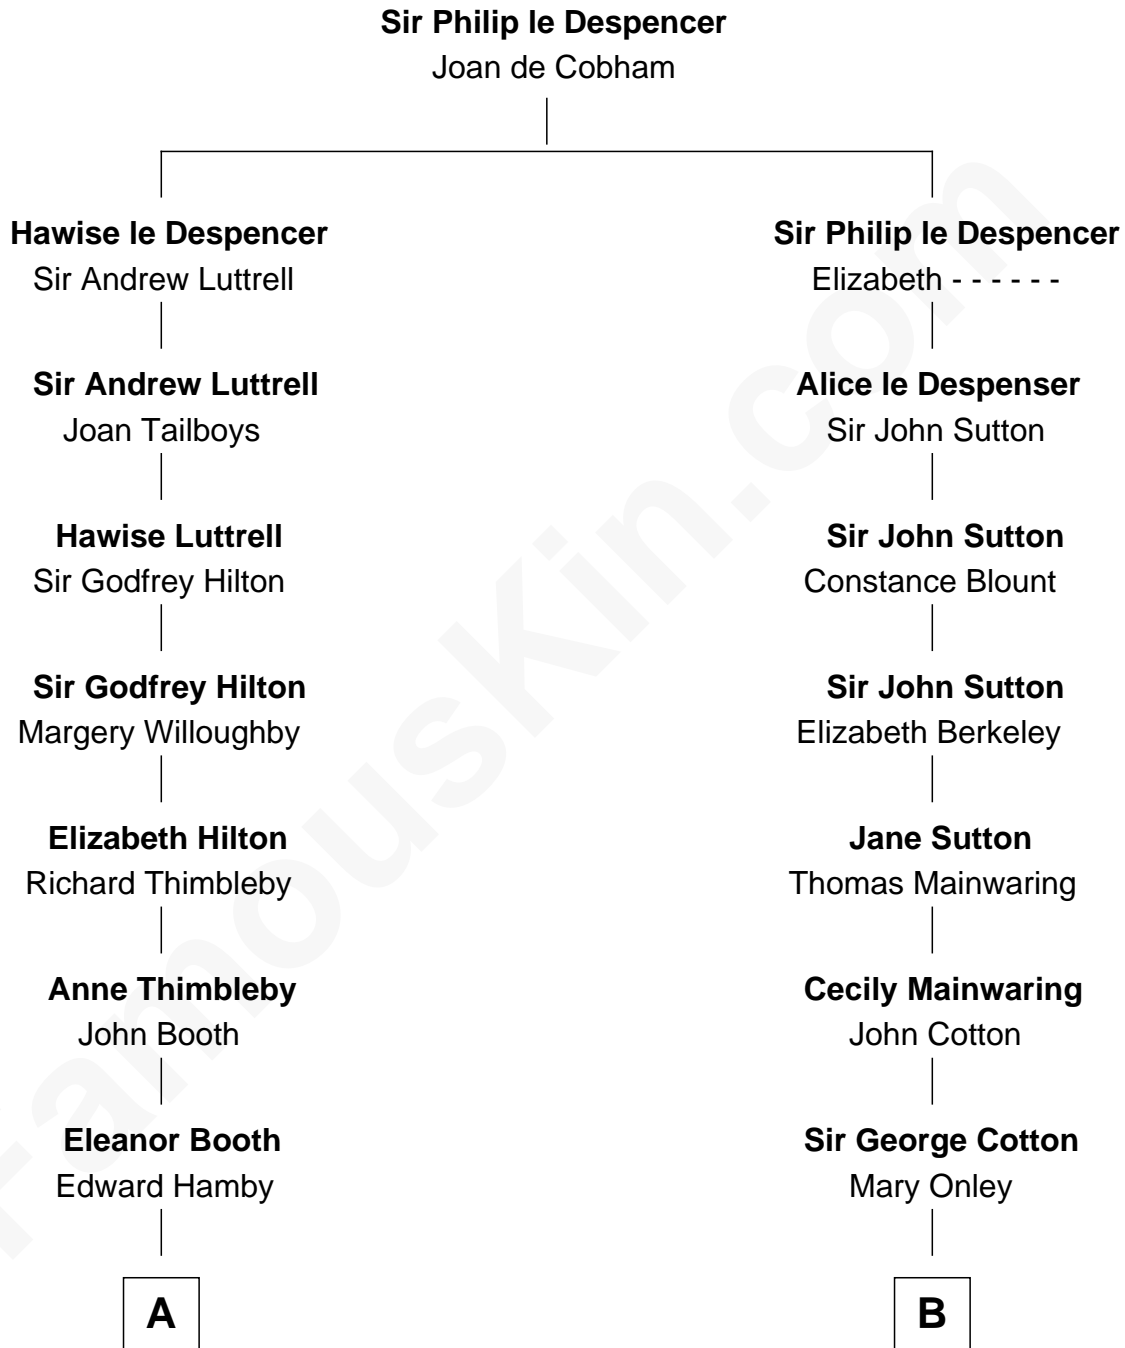 Sir Philip le Despencer
Joan de Cobham
Hawise le Despencer
Sir Andrew Luttrell
Sir Philip le Despencer
Elizabeth - - - - - -
Sir Andrew Luttrell
Joan Tailboys
Alice le Despenser
Sir John Sutton
Hawise Luttrell
Sir Godfrey Hilton
Sir John Sutton
Constance Blount
Sir Godfrey Hilton
Margery Willoughby
Sir John Sutton
Elizabeth Berkeley
Elizabeth Hilton
Richard Thimbleby
Jane Sutton
Thomas Mainwaring
Anne Thimbleby
John Booth
Cecily Mainwaring
John Cotton
Eleanor Booth
Edward Hamby
Sir George Cotton
Mary Onley
A
B
FamousKin.com